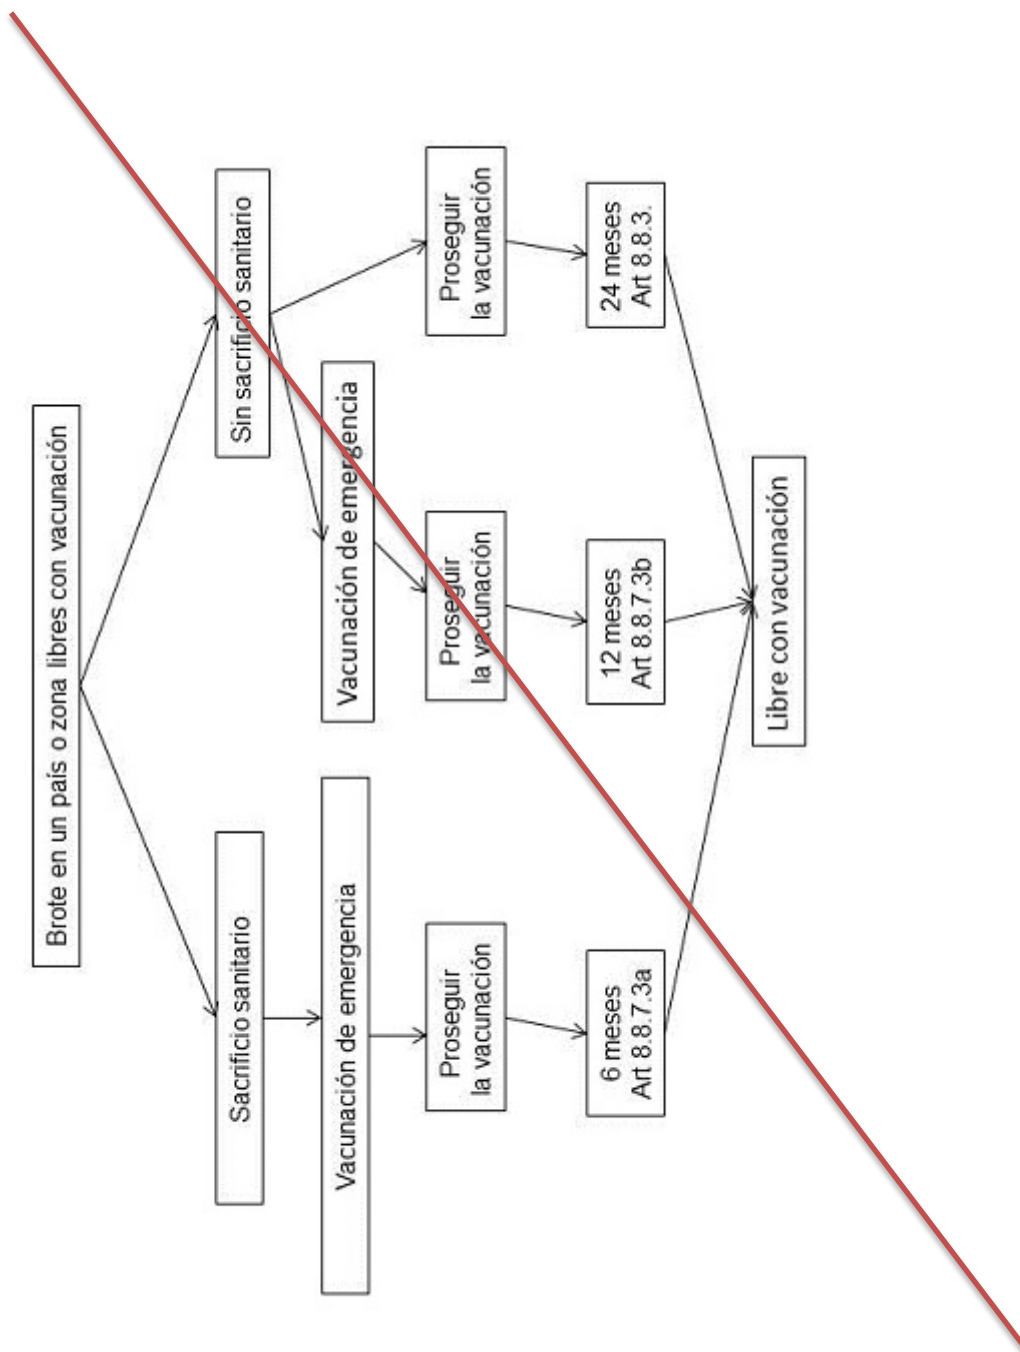 Brote en un país o zona libres con vacunación
Sacrificio sanitario
Sin sacrificio sanitario
Vacunación de emergencia
Vacunación de emergencia
Proseguir
la vacunación
Proseguir
la vacunación
Proseguir
la vacunación
6 meses
Art 8.8.7.3a
12 meses
Art 8.8.7.3b
24 meses
Art 8.8.3.
Libre con vacunación